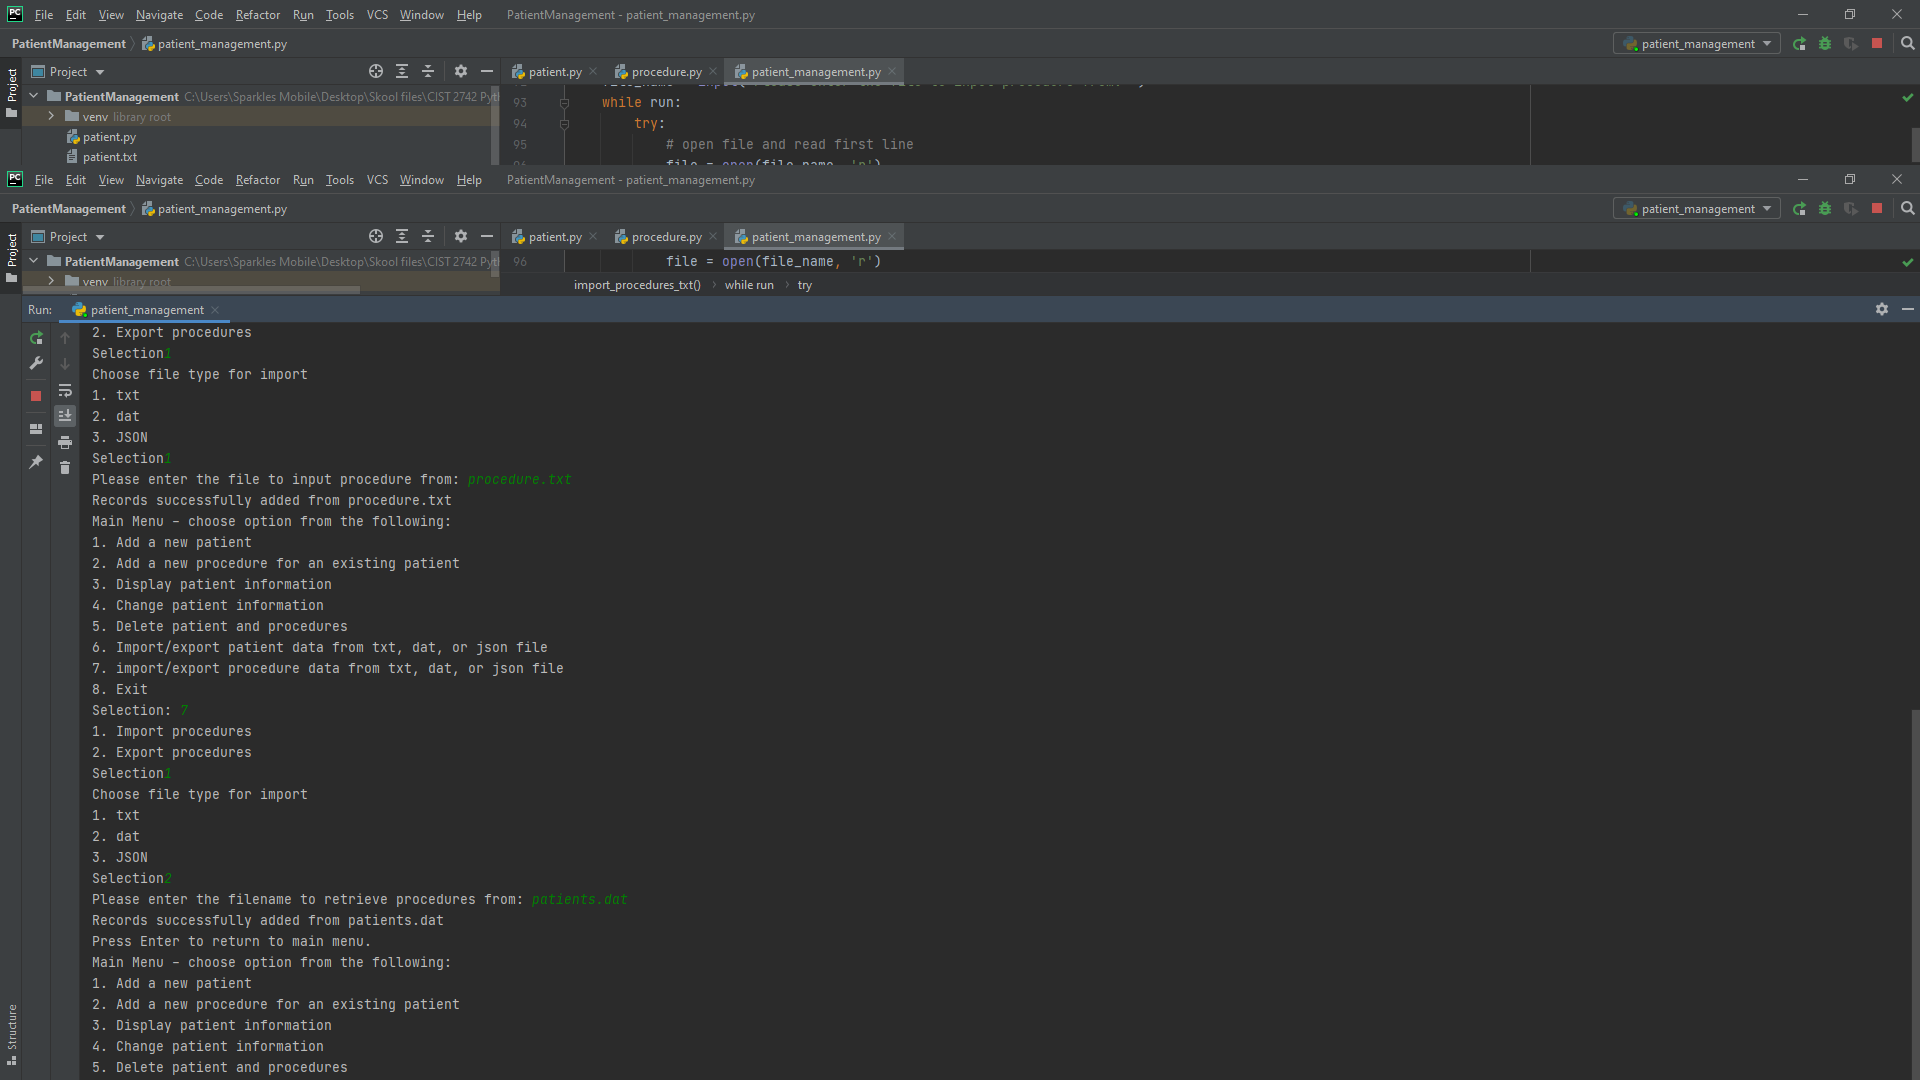 PC File Edit View Navigate Code Refactor Run Tools VCS Window Help PatientManagement - patient_management.py
PatientManagement patient_management.py patient_management
Project patient.py procedure.py patient_management.py
PatientManagement C:\Users\Sparkles Mobile\Desktop\Skool files\CIST 2742 Pyt
93 while run:
venv library root
94 try:
patient.py
95 # open file and read first line
patient.txt
file = open(file_name, 'r')
Project
PC File Edit View Navigate Code Refactor Run Tools VCS Window Help PatientManagement - patient_management.py
PatientManagement patient_management.py patient_management
Project patient.py procedure.py patient_management.py
PatientManagement C:\Users\Sparkles Mobile\Desktop\Skool files\CIST 2742 Pyt
96 file = open(file_name, 'r')
venv library root
import_procedures_txt() while run try
Project
Run: patient_management
2. Export procedures
Selection1
Choose file type for import
1. txt
2. dat
3. JSON
Selection1
Please enter the file to input procedure from: procedure.txt
Records successfully added from procedure.txt
Main Menu - choose option from the following:
1. Add a new patient
2. Add a new procedure for an existing patient
3. Display patient information
4. Change patient information
5. Delete patient and procedures
6. Import/export patient data from txt, dat, or json file
7. import/export procedure data from txt, dat, or json file
8. Exit
Selection: 7
1. Import procedures
2. Export procedures
Selection1
Choose file type for import
1. txt
2. dat
3. JSON
Selection2
Please enter the filename to retrieve procedures from: patients.dat
Records successfully added from patients.dat
Press Enter to return to main menu.
Main Menu - choose option from the following:
1. Add a new patient
2. Add a new procedure for an existing patient
3. Display patient information
4. Change patient information
5. Delete patient and procedures
Structure